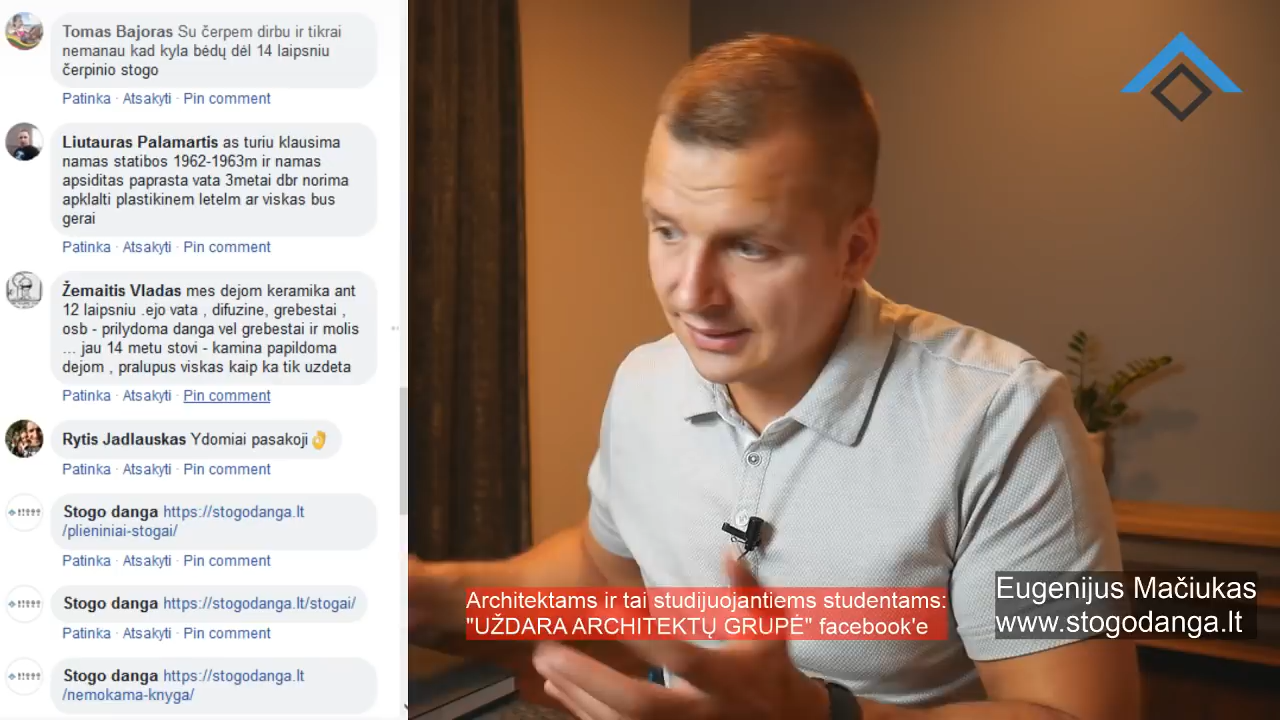 Tomas Bajoras Su čerpem dirbu ir tikrai
nemanau kad kyla bėdų dėl 14 laipsniu
čerpinio stogo
Patinka · Atsakyti · Pin comment
Liutauras Palamartis as turiu klausima
namas statibos 1962-1963m ir namas
apsiditas paprasta vata 3metai dbr norima
apklalti plastikinem letelm ar viskas bus
gerai
Patinka · Atsakyti · Pin comment
Žemaitis Vladas mes dejom keramika ant
12 laipsniu .ejo vata , difuzine, grebestai ,
osb - prilydoma danga vel grebestai ir molis
... jau 14 metu stovi - kamina papildoma
dejom , pralupus viskas kaip ka tik uzdeta
Patinka · Atsakyti · Pin comment
Rytis Jadlauskas Ydomiai pasakoji👌
Patinka · Atsakyti · Pin comment
Stogo danga https://stogodanga.lt
/plieniniai-stogai/
Patinka · Atsakyti · Pin comment
Stogo danga https://stogodanga.lt/stogai/
Patinka · Atsakyti · Pin comment
Stogo danga https://stogodanga.lt
/nemokama-knyga/
Architektams ir tai studijuojantiems studentams:
"UŽDARA ARCHITEKTŲ GRUPĖ" facebook'e
Eugenijus Mačiukas
www.stogodanga.lt